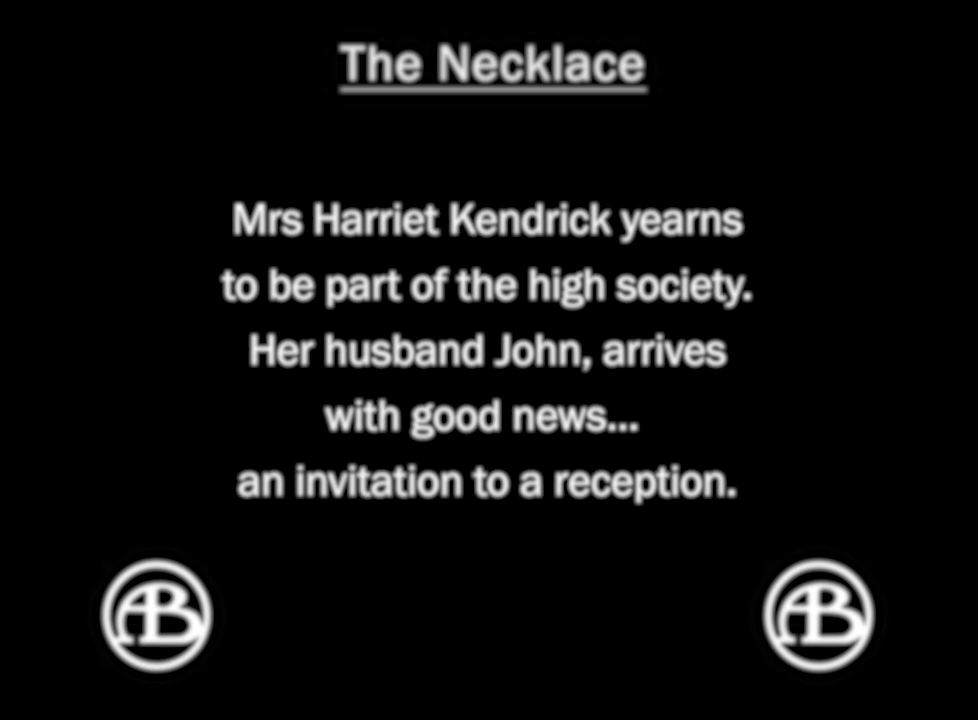 The Necklace
Mrs Harriet Kendrick yearns
to be part of the high society.
Her husband John, arrives
with good news...
an invitation to a reception.
AB AB